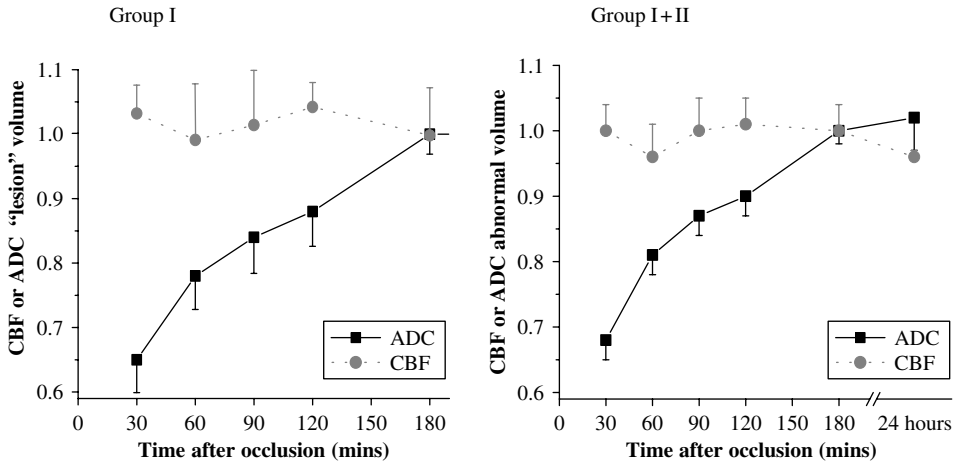 Group I
CBF or ADC “lesion” volume
1.1
1.0
0.9
0.8
0.7
0.6
0 30 60 90 120 150 180
Time after occlusion (mins)
ADC
CBF
Group I+II
CBF or ADC abnormal volume
1.1
1.0
0.9
0.8
0.7
0.6
0 30 60 90 120 150 180 // 24 hours
Time after occlusion (mins)
ADC
CBF